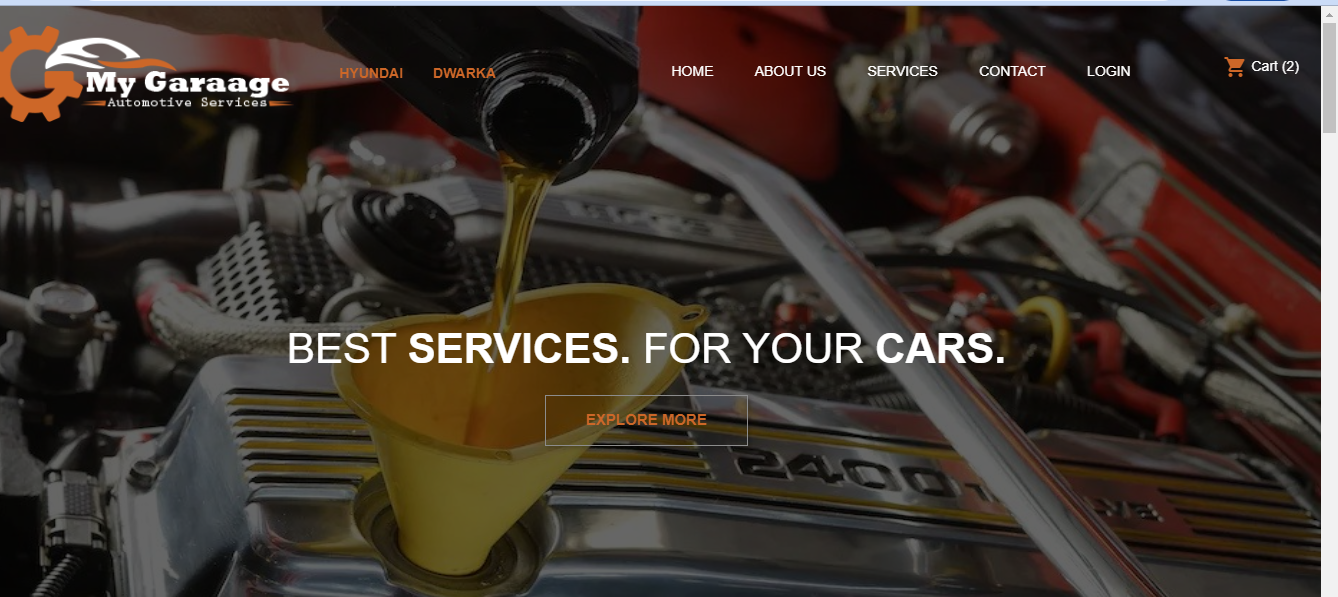 My Garaage
Automotive Services
HYUNDAI DWARKA
HOME ABOUT US SERVICES CONTACT LOGIN
Cart (2)
BEST SERVICES. FOR YOUR CARS.
EXPLORE MORE
2400